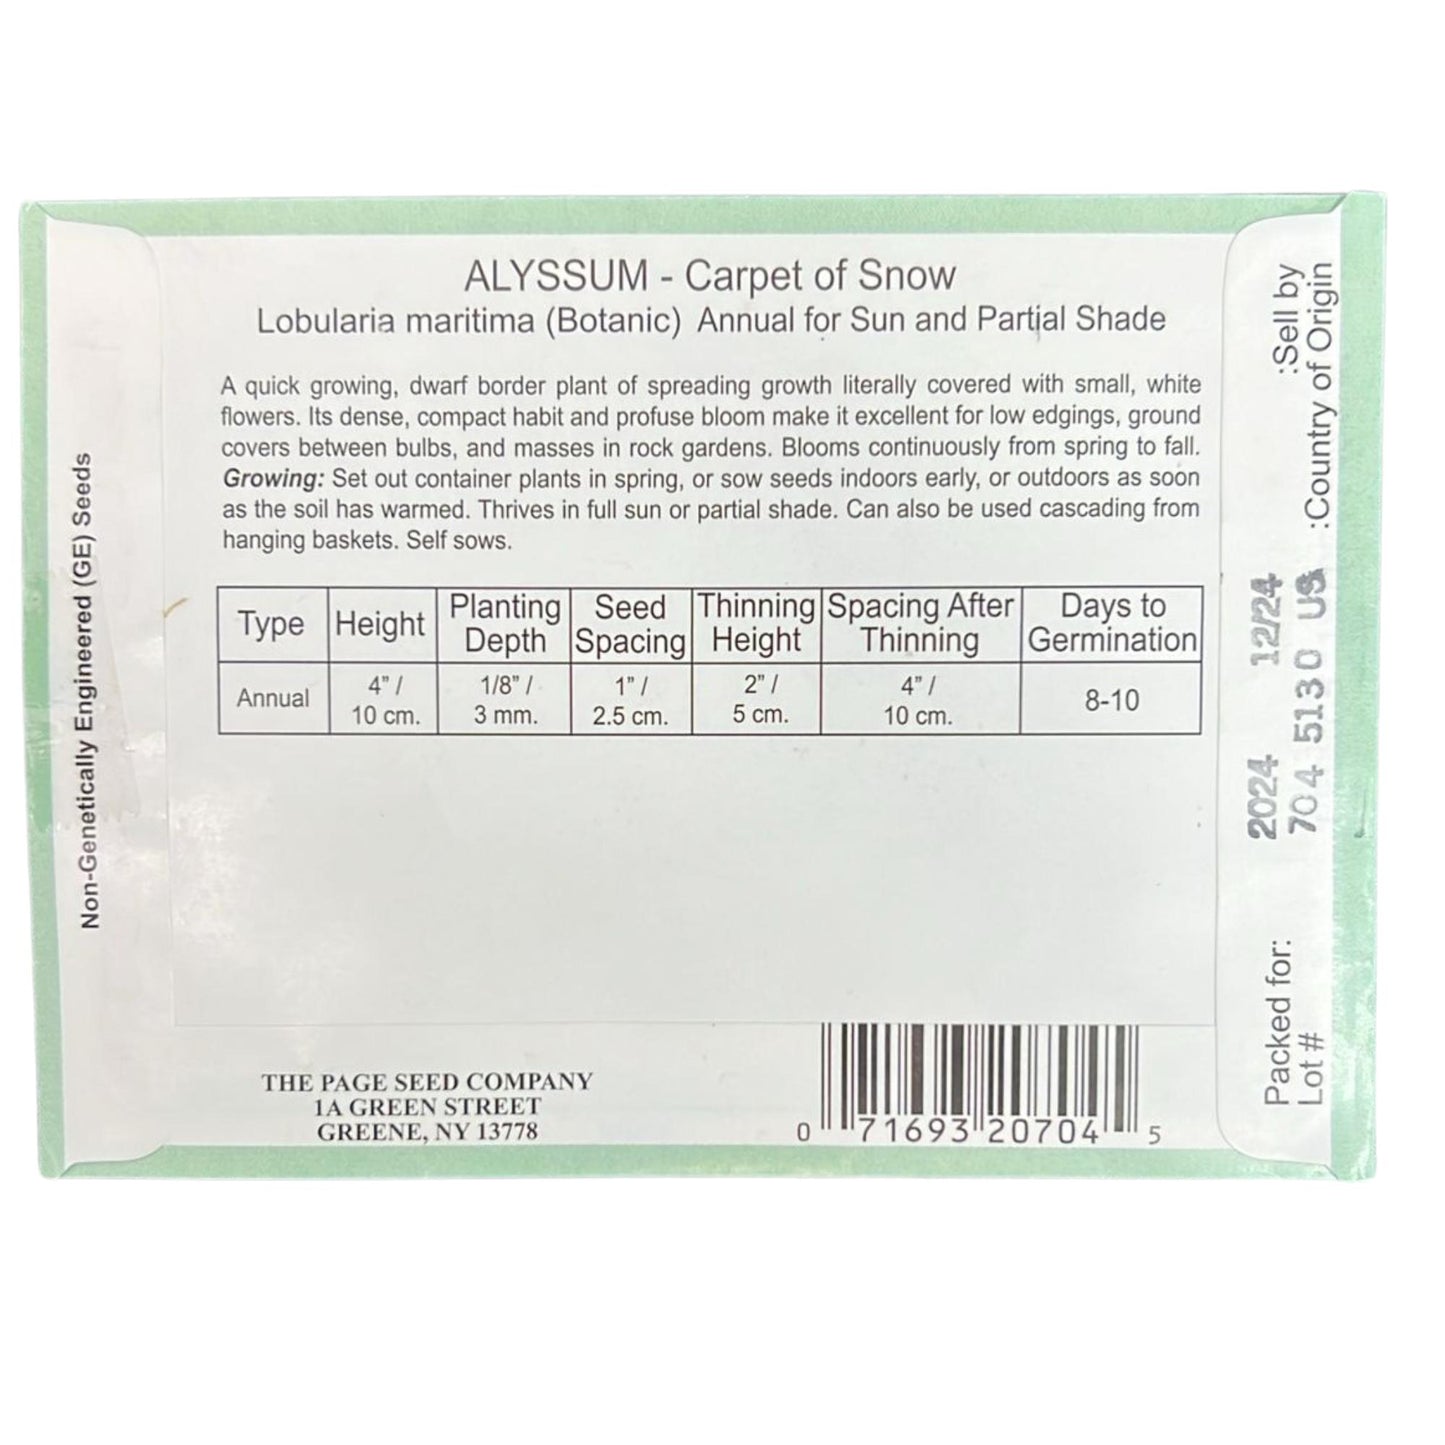 ALYSSUM - Carpet of Snow
Lobularia maritima (Botanic) Annual for Sun and Partial Shade
A quick growing, dwarf border plant of spreading growth literally covered with small, white
flowers. Its dense, compact habit and profuse bloom make it excellent for low edgings, ground
covers between bulbs, and masses in rock gardens. Blooms continuously from spring to fall.
Growing: Set out container plants in spring, or sow seeds indoors early, or outdoors as soon
as the soil has warmed. Thrives in full sun or partial shade. Can also be used cascading from
hanging baskets. Self sows.
Type Height Planting Depth Seed Spacing Thinning Height Spacing After Thinning Days to Germination
Annual 4” / 10 cm. 1/8” / 3 mm. 1” / 2.5 cm. 2” / 5 cm. 4” / 10 cm. 8-10
THE PAGE SEED COMPANY
1A GREEN STREET
GREENE, NY 13778
0 71693 20704 5
Non-Genetically Engineered (GE) Seeds
Packed for: 2024 12/24 :Sell by
Lot # 704 5130 US :Country of Origin